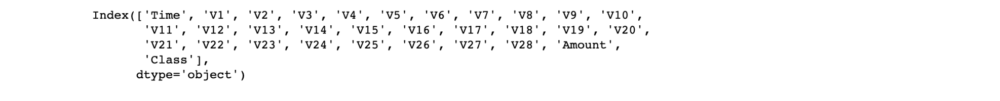 Index(['Time', 'V1', 'V2', 'V3', 'V4', 'V5', 'V6', 'V7', 'V8', 'V9', 'V10',
'V11', 'V12', 'V13', 'V14', 'V15', 'V16', 'V17', 'V18', 'V19', 'V20',
'V21', 'V22', 'V23', 'V24', 'V25', 'V26', 'V27', 'V28', 'Amount',
'Class'],
dtype='object')